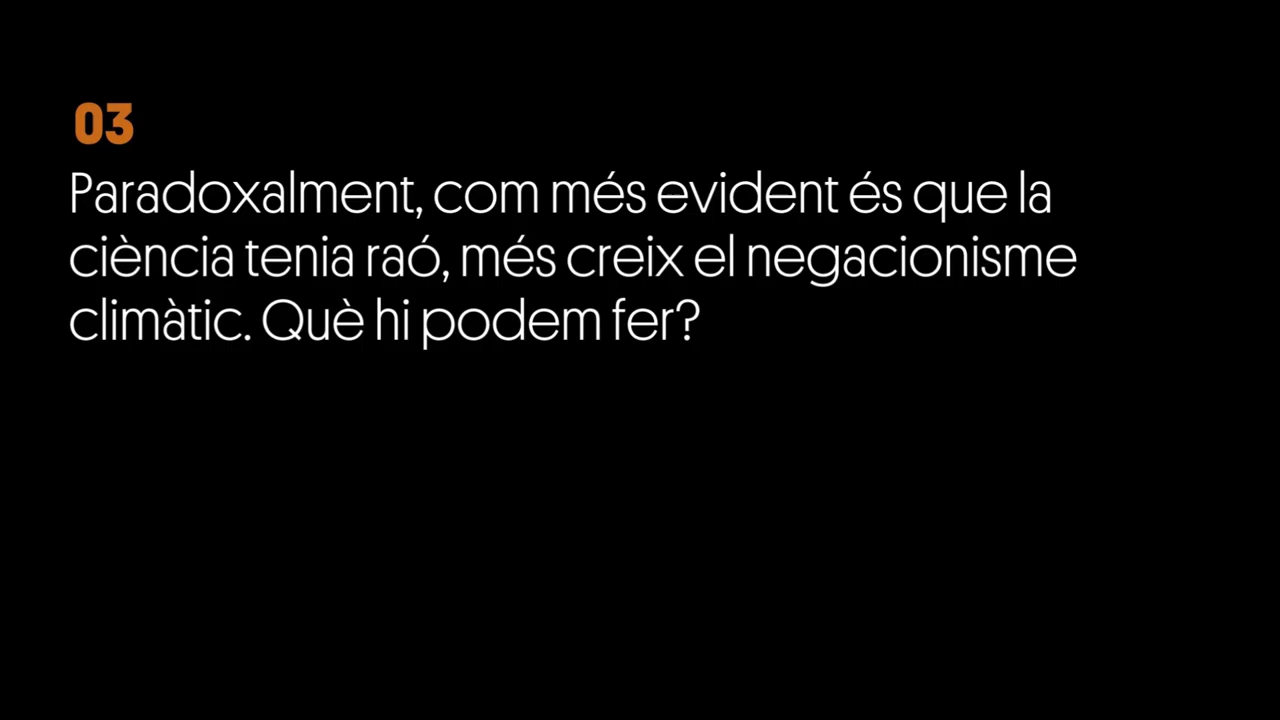 03
Paradoxalment, com més evident és que la
ciència tenia raó, més creix el negacionisme
climàtic. Què hi podem fer?